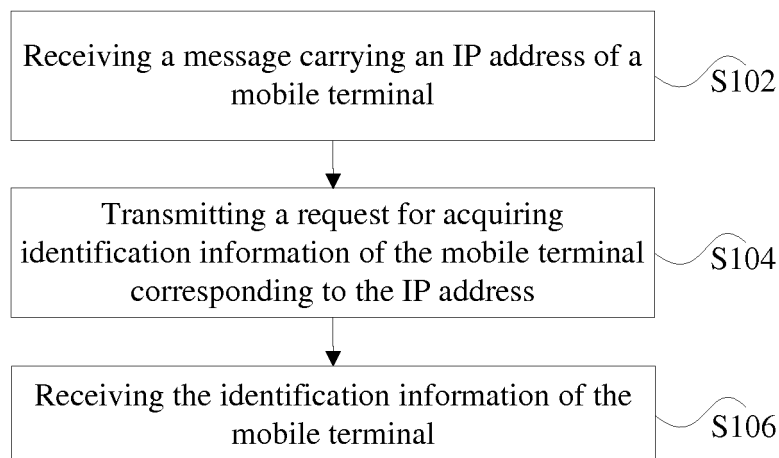 Receiving a message carrying an IP address of a
mobile terminal
S102
Transmitting a request for acquiring
identification information of the mobile terminal
corresponding to the IP address
S104
Receiving the identification information of the
mobile terminal
S106